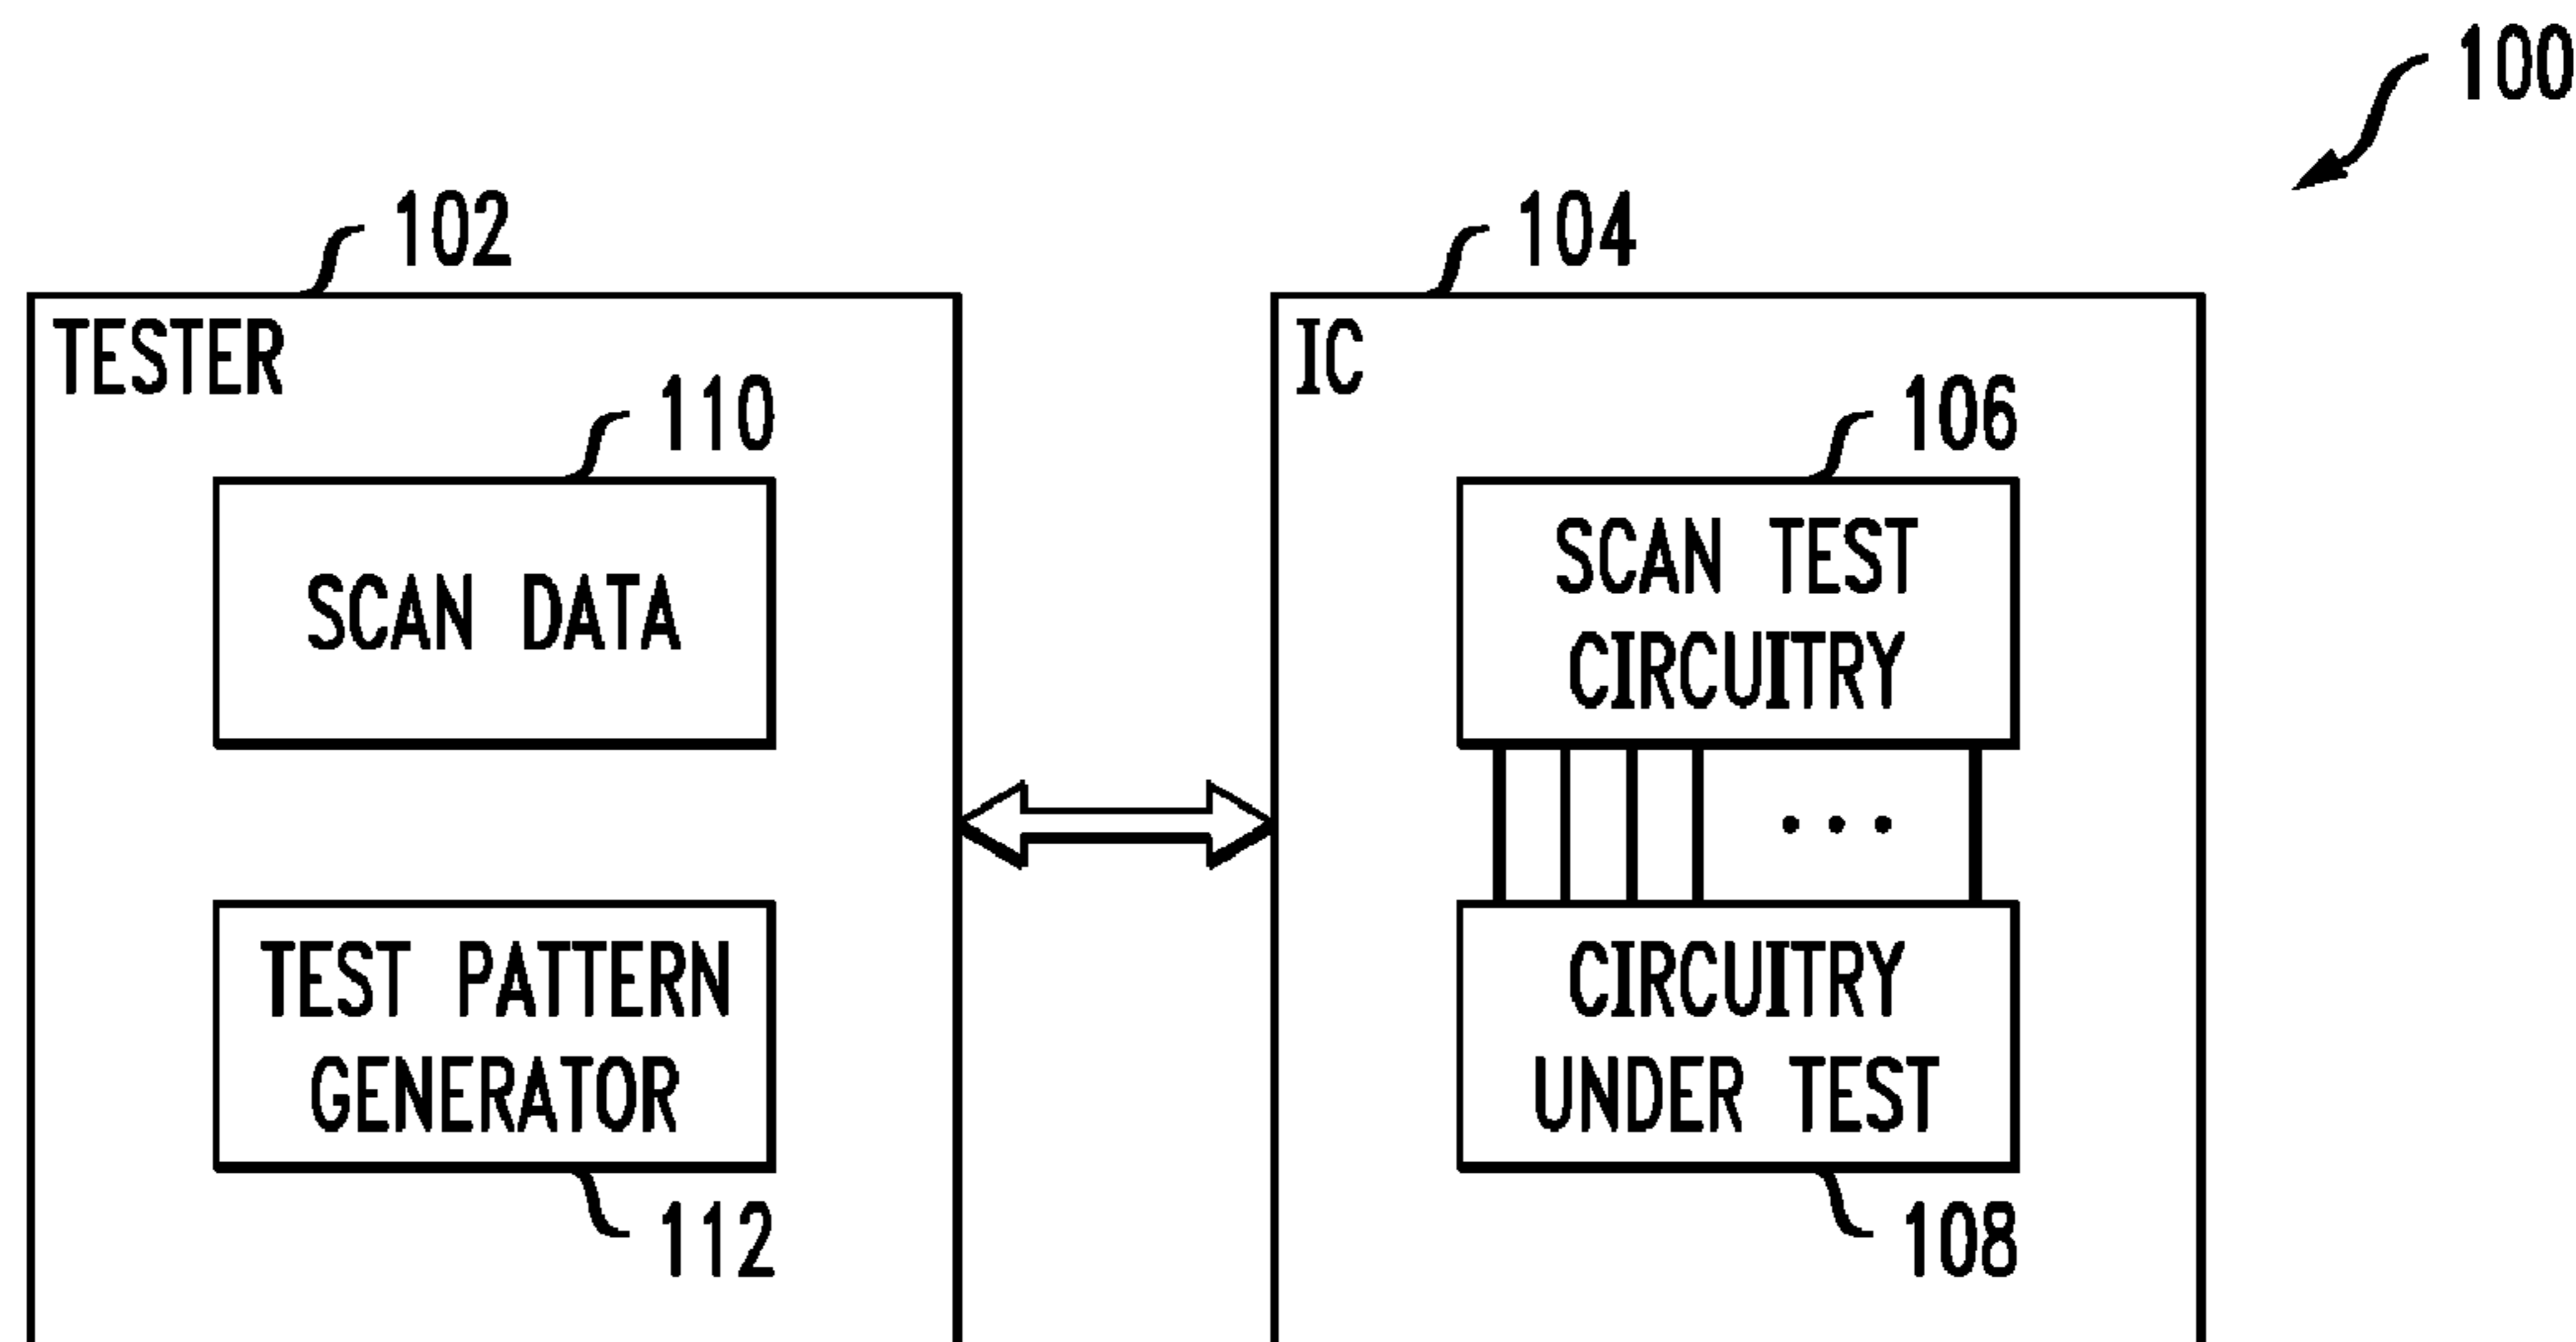 100
102
104
TESTER
IC
110
106
SCAN DATA
SCAN TEST
CIRCUITRY
TEST PATTERN
GENERATOR
CIRCUITRY
UNDER TEST
112
108